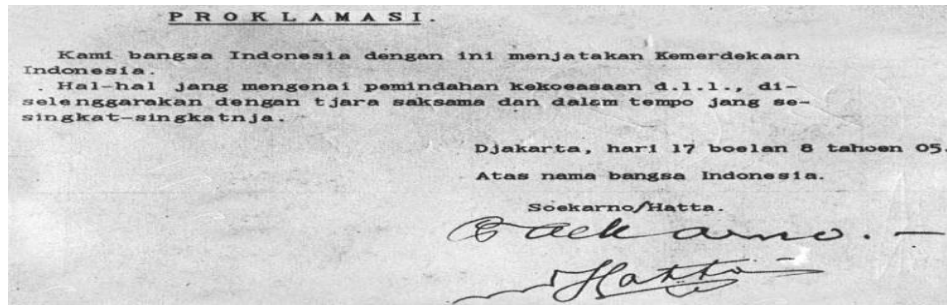 P R O K L A M A S I.
Kami bangsa Indonesia dengan ini menjatakan Kemerdekaan
Indonesia.
Hal-hal jang mengenai pemindahan kekoeasaan d.l.l., di-
selenggarakan dengan tjara saksama dan dalam tempo jang se-
singkat-singkatnja.
Djakarta, hari 17 boelan 8 tahoen 05.
Atas nama bangsa Indonesia.
Soekarno/Hatta.
Soekarno.
Hatta